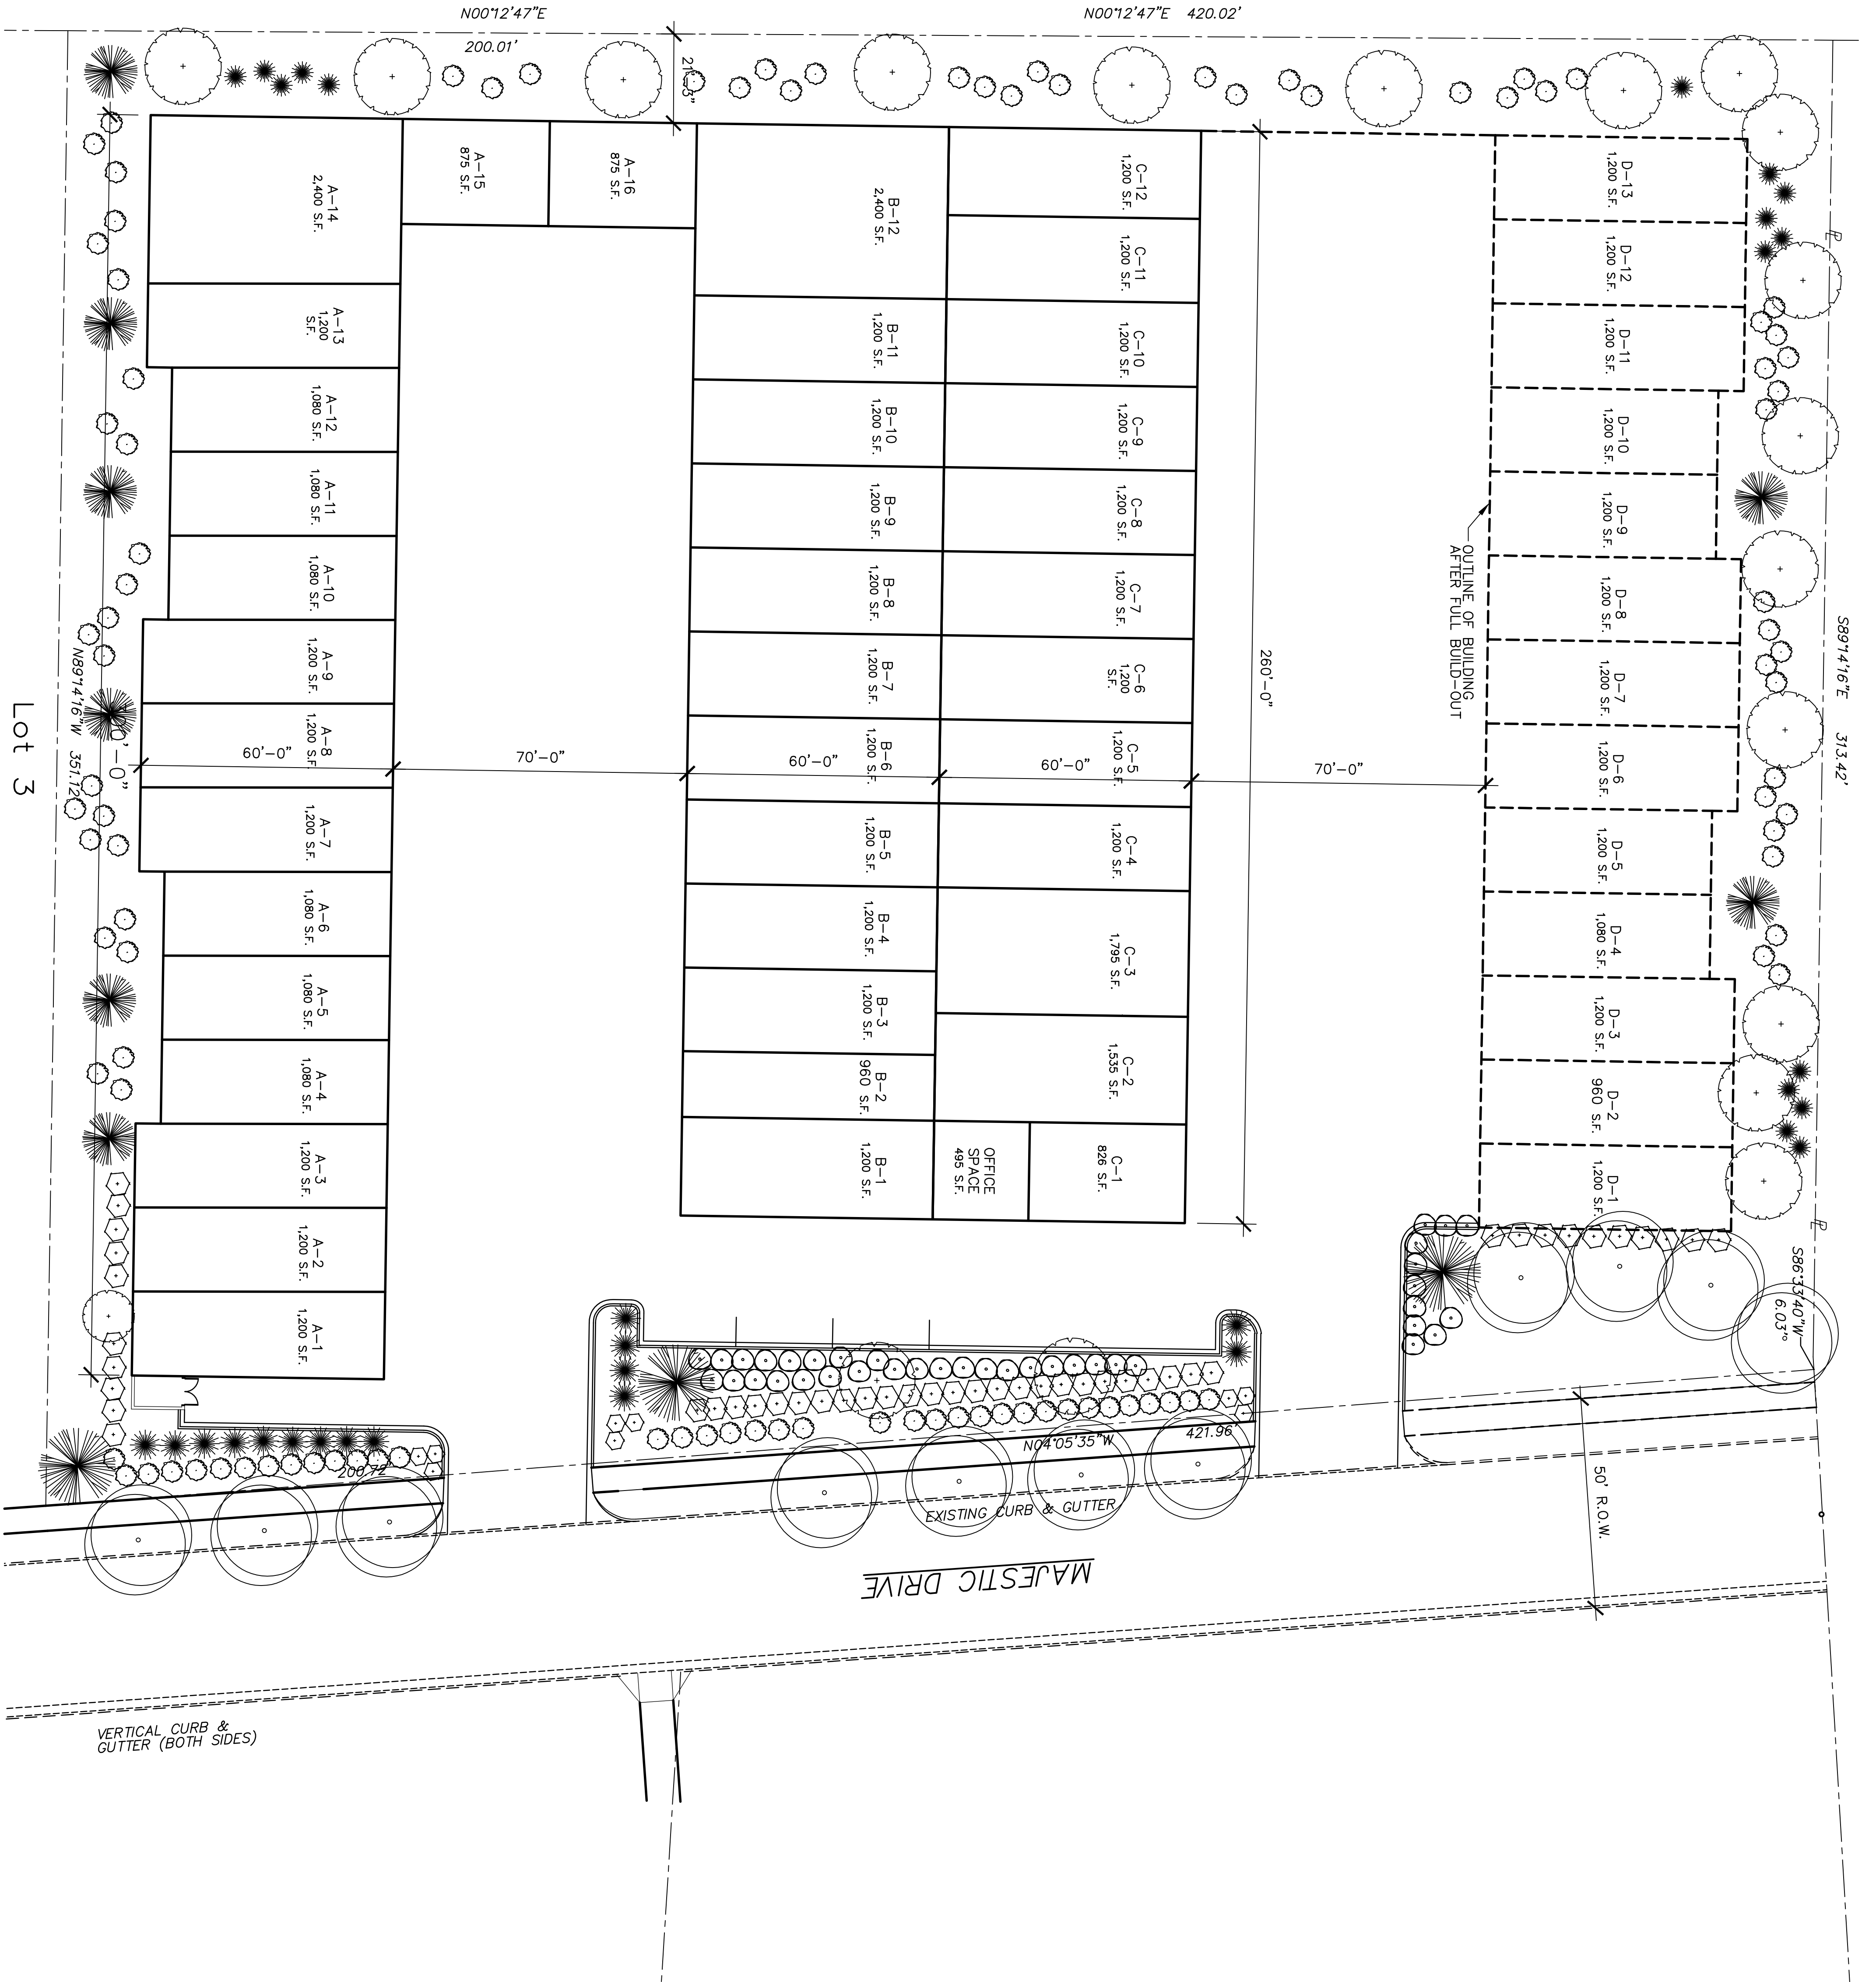 N00°12'47"E
200.01'
N00°12'47"E 420.02'
21'-3"
A-14
2,400 S.F.
A-15
875 S.F.
A-16
875 S.F.
A-13
1,200
S.F.
A-12
1,080 S.F.
A-11
1,080 S.F.
A-10
1,080 S.F.
A-9
1,200 S.F.
A-8
1,200 S.F.
A-7
1,200 S.F.
A-6
1,080 S.F.
A-5
1,080 S.F.
A-4
1,080 S.F.
A-3
1,200 S.F.
A-2
1,200 S.F.
A-1
1,200 S.F.
B-12
2,400 S.F.
B-11
1,200 S.F.
B-10
1,200 S.F.
B-9
1,200 S.F.
B-8
1,200 S.F.
B-7
1,200 S.F.
B-6
1,200 S.F.
B-5
1,200 S.F.
B-4
1,200 S.F.
B-3
1,200 S.F.
B-2
960 S.F.
B-1
1,200 S.F.
C-12
1,200 S.F.
C-11
1,200 S.F.
C-10
1,200 S.F.
C-9
1,200 S.F.
C-8
1,200 S.F.
C-7
1,200 S.F.
C-6
1,200
S.F.
C-5
1,200 S.F.
C-4
1,200 S.F.
C-3
1,795 S.F.
C-2
1,535 S.F.
C-1
826 S.F.
OFFICE
SPACE
495 S.F.
D-13
1,200 S.F.
D-12
1,200 S.F.
D-11
1,200 S.F.
D-10
1,200 S.F.
D-9
1,200 S.F.
D-8
1,200 S.F.
D-7
1,200 S.F.
D-6
1,200 S.F.
D-5
1,200 S.F.
D-4
1,080 S.F.
D-3
1,200 S.F.
D-2
960 S.F.
D-1
1,200 S.F.
OUTLINE OF BUILDING
AFTER FULL BUILD-OUT
260'-0"
60'-0"
70'-0"
60'-0"
60'-0"
70'-0"
PL
S89°14'16"E 313.42'
PL
S86°33'40"W
6.03'
N89°14'16"W 351.12'
Lot 3
200.72
N04°05'35"W 421.96
EXISTING CURB & GUTTER
50' R.O.W.
MAJESTIC DRIVE
VERTICAL CURB &
GUTTER (BOTH SIDES)